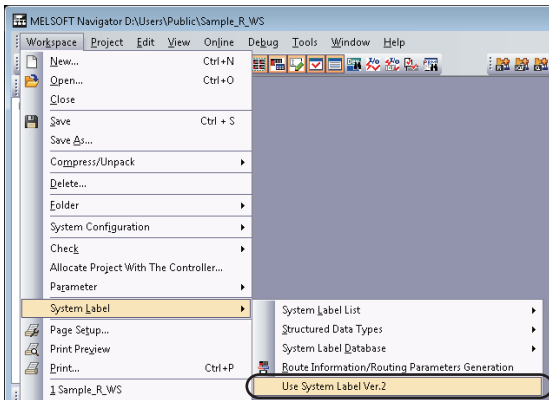 MELSOFT Navigator D:\Users\Public\Sample_R_WS
Workspace Project Edit View Online Debug Tools Window Help
New... Ctrl+N
Open... Ctrl+O
Close
Save Ctrl + S
Save As...
Compress/Unpack
Delete...
Folder
System Configuration
Check
Allocate Project With The Controller...
Parameter
System Label
System Label List
Page Setup...
Structured Data Types
Print Preview
System Label Database
Print... Ctrl+P
Route Information/Routing Parameters Generation
1 Sample_R_WS
Use System Label Ver.2